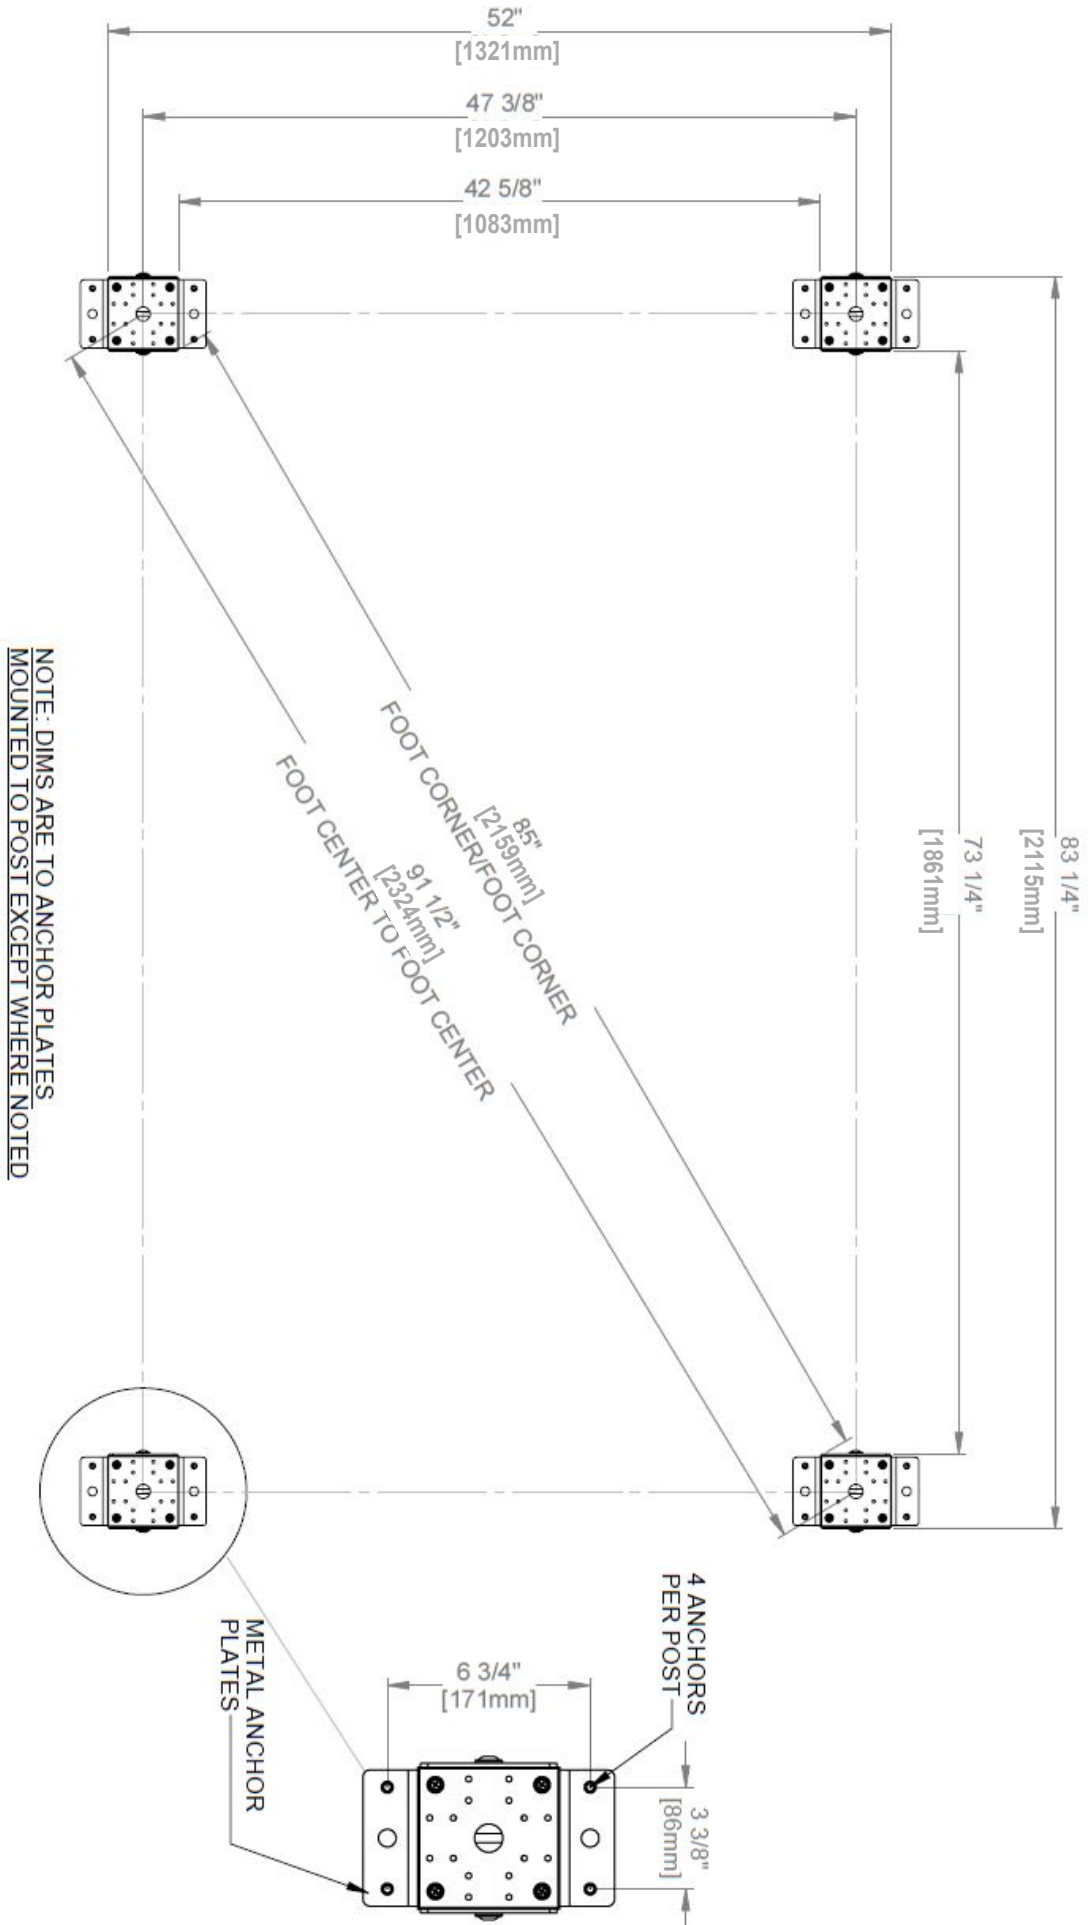 52"
[1321mm]
47 3/8"
[1203mm]
42 5/8"
[1083mm]
83 1/4"
[2115mm]
73 1/4"
[1861mm]
85"
[2159mm]
FOOT CORNER/FOOT CORNER
91 1/2"
[2324mm]
FOOT CENTER TO FOOT CENTER
NOTE: DIMS ARE TO ANCHOR PLATES
MOUNTED TO POST EXCEPT WHERE NOTED
4 ANCHORS
PER POST
6 3/4"
[171mm]
3 3/8"
[86mm]
METAL ANCHOR
PLATES